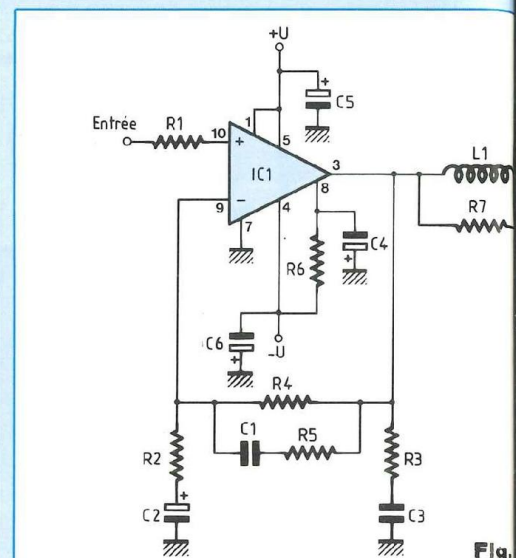 +U
+
C5
Entrée
R1
10
1
5
+
IC1
3
8
−
9
7
4
R6
C4
+
L1
R7
C6
+
−U
R4
C1
R5
R2
R3
+
C2
C3
Fig.